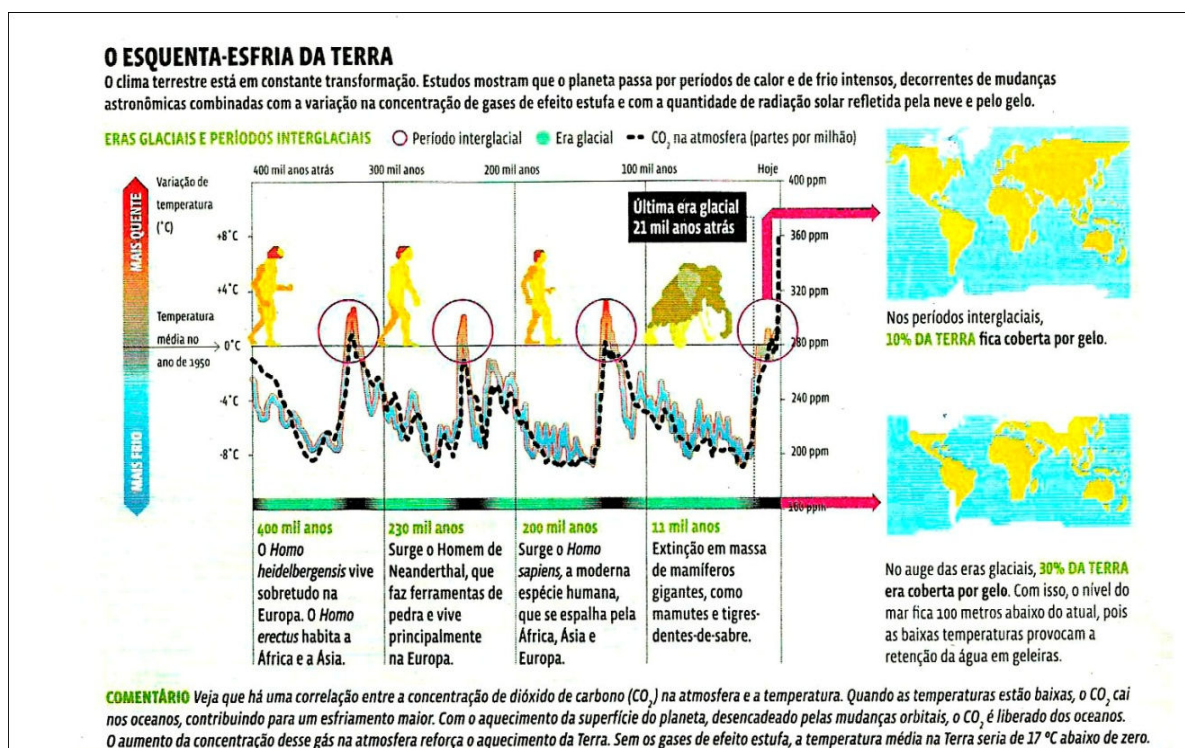 O ESQUENTA-ESFRIA DA TERRA
O clima terrestre está em constante transformação. Estudos mostram que o planeta passa por períodos de calor e de frio intensos, decorrentes de mudanças
astronômicas combinadas com a variação na concentração de gases de efeito estufa e com a quantidade de radiação solar refletida pela neve e pelo gelo.
ERAS GLACIAIS E PERÍODOS INTERGLACIAIS
Período interglacial
Era glacial
CO₂ na atmosfera (partes por milhão)
MAIS QUENTE
MAIS FRIO
Variação de
temperatura
(°C)
+8°C
+4°C
Temperatura
média no
ano de 1950
0°C
-4°C
-8°C
400 mil anos atrás
300 mil anos
200 mil anos
100 mil anos
Hoje
400 ppm
360 ppm
320 ppm
280 ppm
240 ppm
200 ppm
160 ppm
Última era glacial
21 mil anos atrás
400 mil anos
O Homo
heidelbergensis vive
sobretudo na
Europa. O Homo
erectus habita a
África e a Ásia.
230 mil anos
Surge o Homem de
Neanderthal, que
faz ferramentas de
pedra e vive
principalmente
na Europa.
200 mil anos
Surge o Homo
sapiens, a moderna
espécie humana,
que se espalha pela
África, Ásia e
Europa.
11 mil anos
Extinção em massa
de mamíferos
gigantes, como
mamutes e tigres-
dentes-de-sabre.
Nos períodos interglaciais,
10% DA TERRA fica coberta por gelo.
No auge das eras glaciais, 30% DA TERRA
era coberta por gelo. Com isso, o nível do
mar fica 100 metros abaixo do atual, pois
as baixas temperaturas provocam a
retenção da água em geleiras.
COMENTÁRIO Veja que há uma correlação entre a concentração de dióxido de carbono (CO₂) na atmosfera e a temperatura. Quando as temperaturas estão baixas, o CO₂ cai
nos oceanos, contribuindo para um esfriamento maior. Com o aquecimento da superfície do planeta, desencadeado pelas mudanças orbitais, o CO₂ é liberado dos oceanos.
O aumento da concentração desse gás na atmosfera reforça o aquecimento da Terra. Sem os gases de efeito estufa, a temperatura média na Terra seria de 17 °C abaixo de zero.